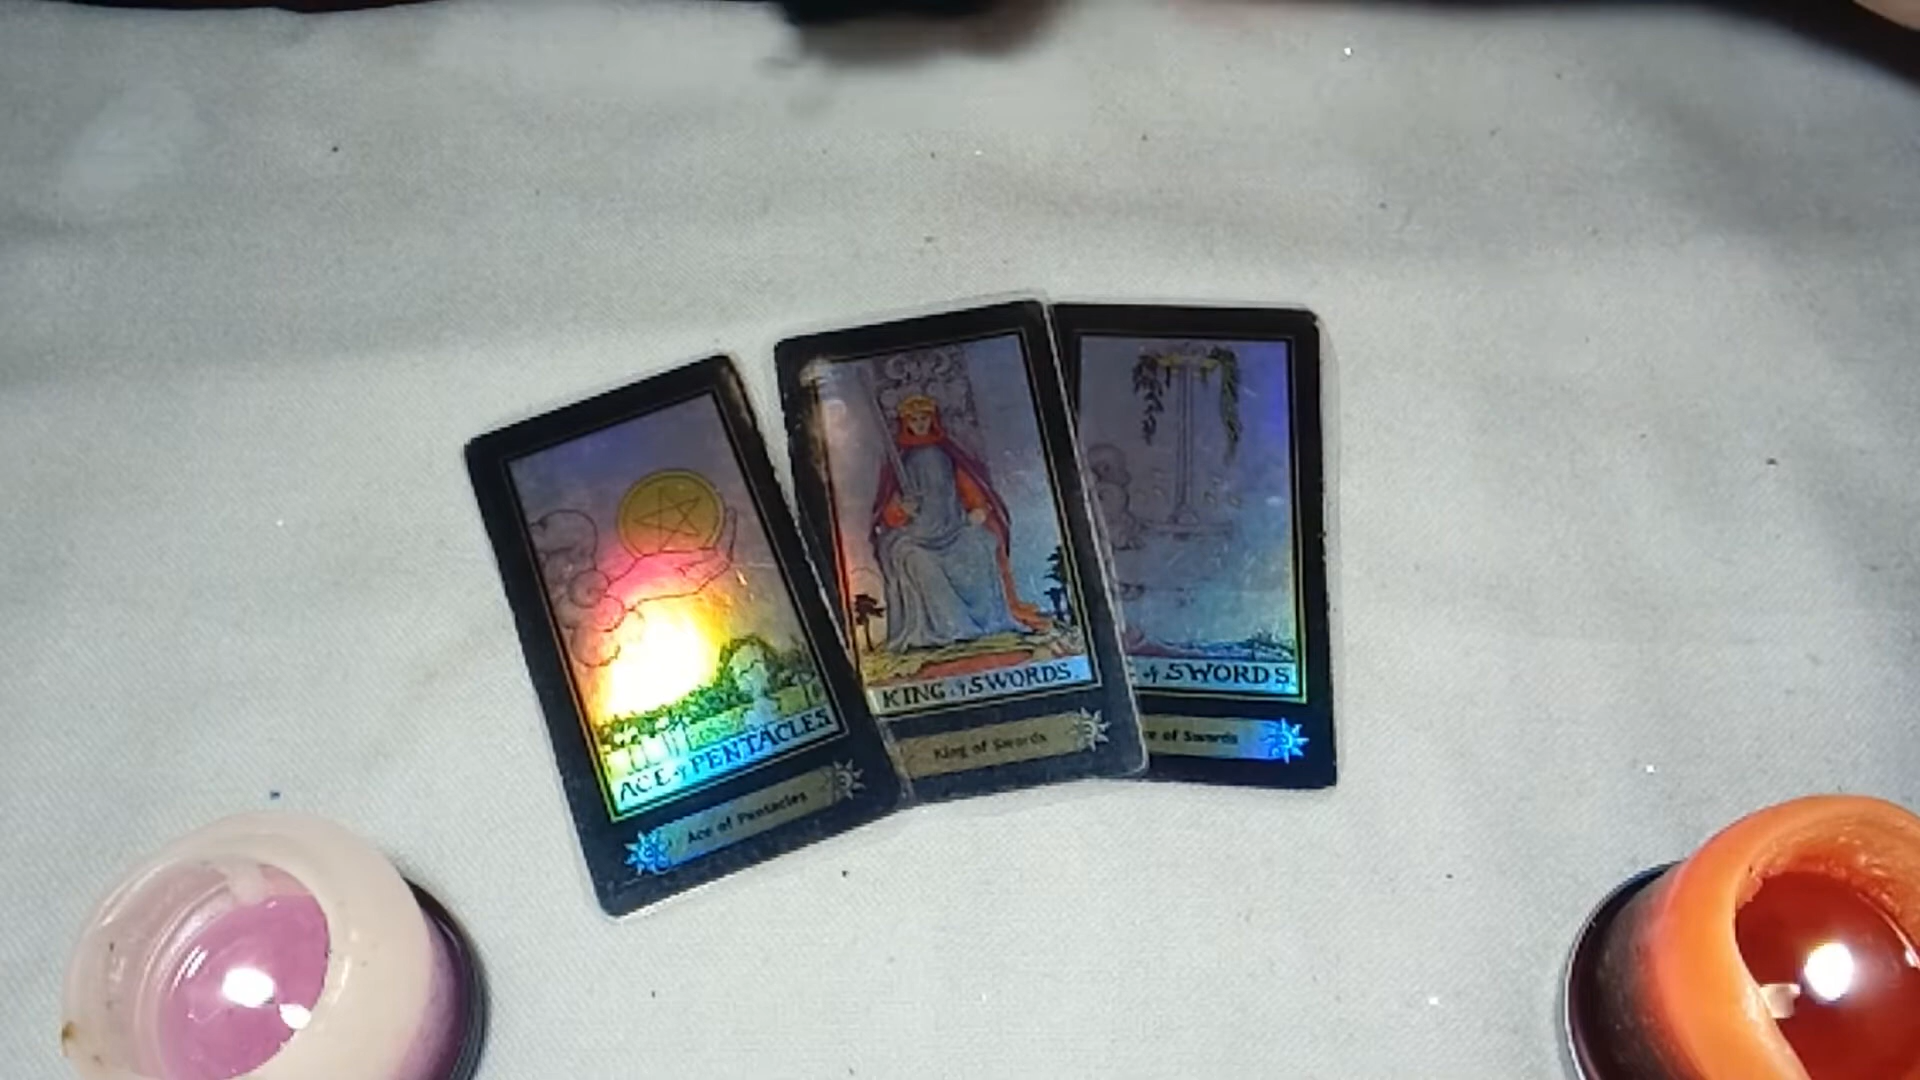 ACE of PENTACLES
Ace of Pentacles
KING of SWORDS.
King of Swords
of SWORDS.
of Swords